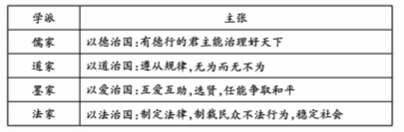 学派 主张
儒家 以德治国:有德行的君主能治理好天下
道家 以道治国:遵从规律,无为而无不为
墨家 以爱治国:互爱互助,选贤,任能争取和平
法家 以法治国:制定法律,制裁民众不法行为,稳定社会